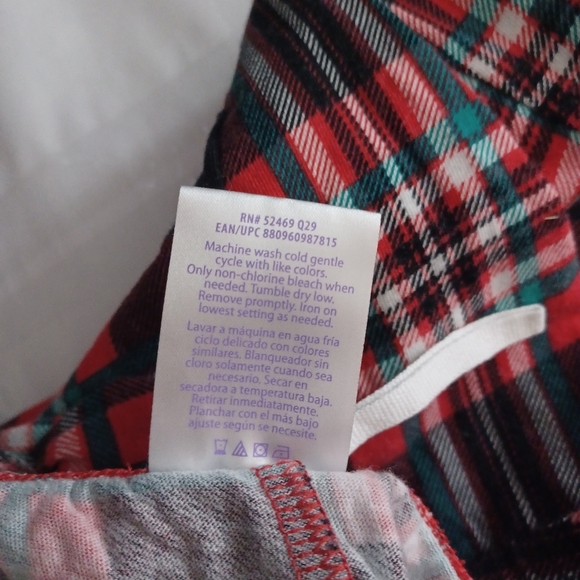 RN# 52469 Q29
EAN/UPC 880960987815
Machine wash cold gentle
cycle with like colors.
Only non-chlorine bleach when
needed. Tumble dry low.
Remove promptly. Iron on
lowest setting as needed.
Lavar a máquina en agua fría
ciclo delicado con colores
similares. Blanqueador sin
cloro solamente cuando sea
necesario. Secar en
secadora a temperatura baja.
Retirar inmediatamente.
Planchar con el más bajo
ajuste según se necesite.